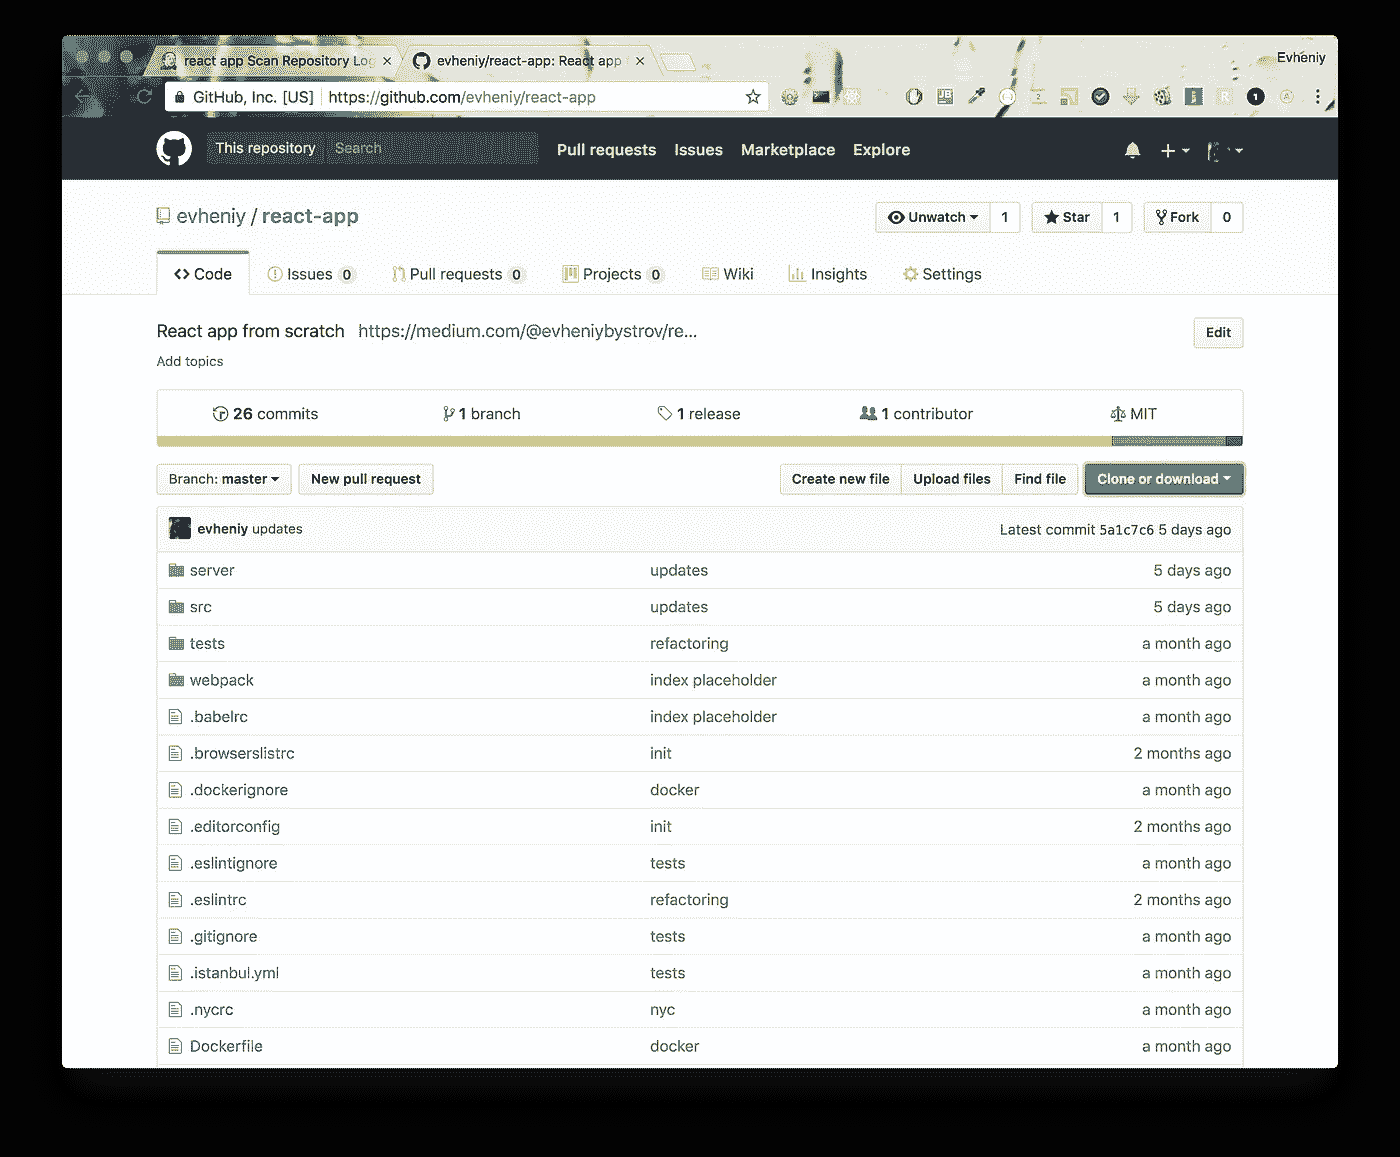 Evheniy
react app Scan Repository Log × evheniy/react-app: React app ×
GitHub, Inc. [US] https://github.com/evheniy/react-app
This repository Search Pull requests Issues Marketplace Explore
evheniy / react-app Unwatch 1 Star 1 Fork 0
Code Issues 0 Pull requests 0 Projects 0 Wiki Insights Settings
React app from scratch https://medium.com/@evheniybystrov/re... Edit
Add topics
26 commits 1 branch 1 release 1 contributor MIT
Branch: master New pull request Create new file Upload files Find file Clone or download
evheniy updates Latest commit 5a1c7c6 5 days ago
server updates 5 days ago
src updates 5 days ago
tests refactoring a month ago
webpack index placeholder a month ago
.babelrc index placeholder a month ago
.browserslistrc init 2 months ago
.dockerignore docker a month ago
.editorconfig init 2 months ago
.eslintignore tests a month ago
.eslintrc refactoring 2 months ago
.gitignore tests a month ago
.istanbul.yml tests a month ago
.nycrc nyc a month ago
Dockerfile docker a month ago